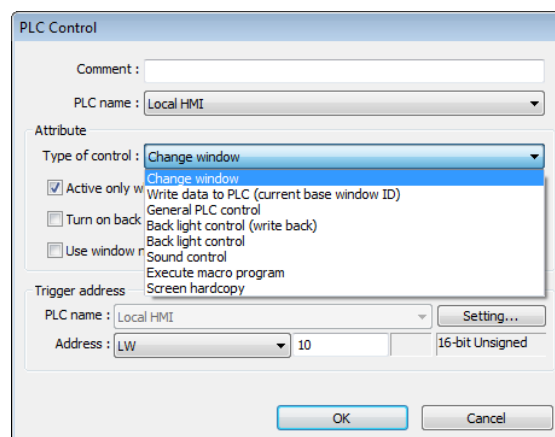 PLC Control
Comment :
PLC name : Local HMI
Attribute
Type of control : Change window
Change window
Active only w
Write data to PLC (current base window ID)
General PLC control
Turn on back
Back light control (write back)
Back light control
Use window n
Sound control
Execute macro program
Screen hardcopy
Trigger address
PLC name : Local HMI Setting...
Address : LW 10 16-bit Unsigned
OK Cancel